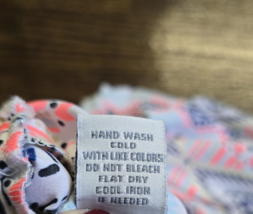 HAND WASH
COLD
WITH LIKE COLORS
DO NOT BLEACH
FLAT DRY
COOL IRON
IF NEEDED